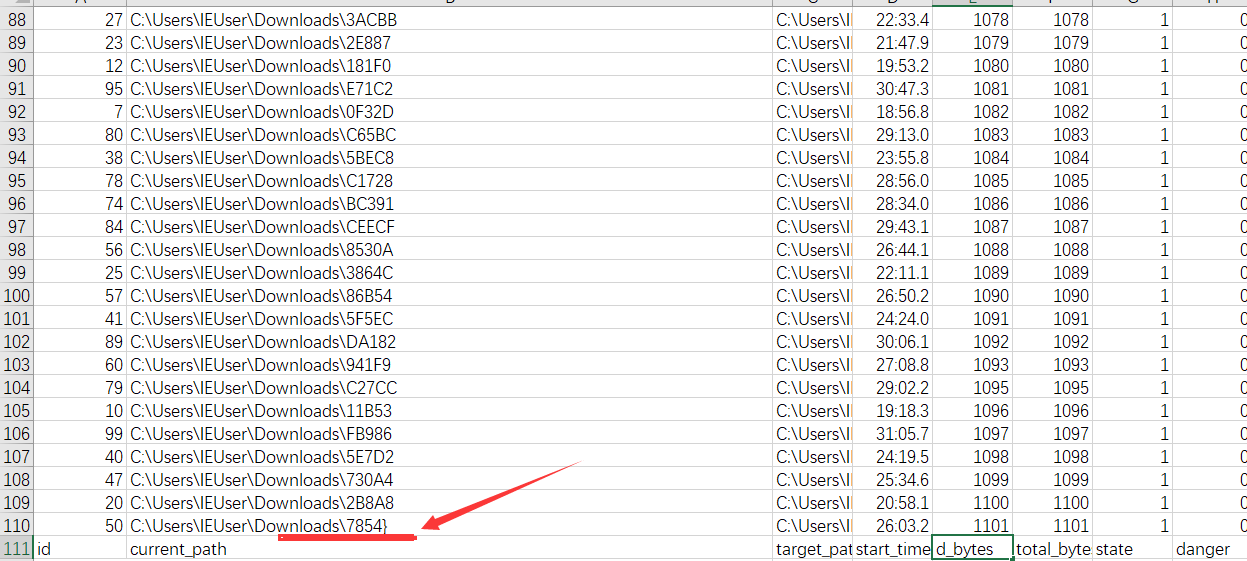 88 27 C:\Users\IEUser\Downloads\3ACBB C:\Users\I 22:33.4 1078 1078 1 0
89 23 C:\Users\IEUser\Downloads\2E887 C:\Users\I 21:47.9 1079 1079 1 0
90 12 C:\Users\IEUser\Downloads\181F0 C:\Users\I 19:53.2 1080 1080 1 0
91 95 C:\Users\IEUser\Downloads\E71C2 C:\Users\I 30:47.3 1081 1081 1 0
92 7 C:\Users\IEUser\Downloads\0F32D C:\Users\I 18:56.8 1082 1082 1 0
93 80 C:\Users\IEUser\Downloads\C65BC C:\Users\I 29:13.0 1083 1083 1 0
94 38 C:\Users\IEUser\Downloads\5BEC8 C:\Users\I 23:55.8 1084 1084 1 0
95 78 C:\Users\IEUser\Downloads\C1728 C:\Users\I 28:56.0 1085 1085 1 0
96 74 C:\Users\IEUser\Downloads\BC391 C:\Users\I 28:34.0 1086 1086 1 0
97 84 C:\Users\IEUser\Downloads\CEECF C:\Users\I 29:43.1 1087 1087 1 0
98 56 C:\Users\IEUser\Downloads\8530A C:\Users\I 26:44.1 1088 1088 1 0
99 25 C:\Users\IEUser\Downloads\3864C C:\Users\I 22:11.1 1089 1089 1 0
100 57 C:\Users\IEUser\Downloads\86B54 C:\Users\I 26:50.2 1090 1090 1 0
101 41 C:\Users\IEUser\Downloads\5F5EC C:\Users\I 24:24.0 1091 1091 1 0
102 89 C:\Users\IEUser\Downloads\DA182 C:\Users\I 30:06.1 1092 1092 1 0
103 60 C:\Users\IEUser\Downloads\941F9 C:\Users\I 27:08.8 1093 1093 1 0
104 79 C:\Users\IEUser\Downloads\C27CC C:\Users\I 29:02.2 1095 1095 1 0
105 10 C:\Users\IEUser\Downloads\11B53 C:\Users\I 19:18.3 1096 1096 1 0
106 99 C:\Users\IEUser\Downloads\FB986 C:\Users\I 31:05.7 1097 1097 1 0
107 40 C:\Users\IEUser\Downloads\5E7D2 C:\Users\I 24:19.5 1098 1098 1 0
108 47 C:\Users\IEUser\Downloads\730A4 C:\Users\I 25:34.6 1099 1099 1 0
109 20 C:\Users\IEUser\Downloads\2B8A8 C:\Users\I 20:58.1 1100 1100 1 0
110 50 C:\Users\IEUser\Downloads\7854} C:\Users\I 26:03.2 1101 1101 1 0
111 id current_path target_pat start_time d_bytes total_byte state danger